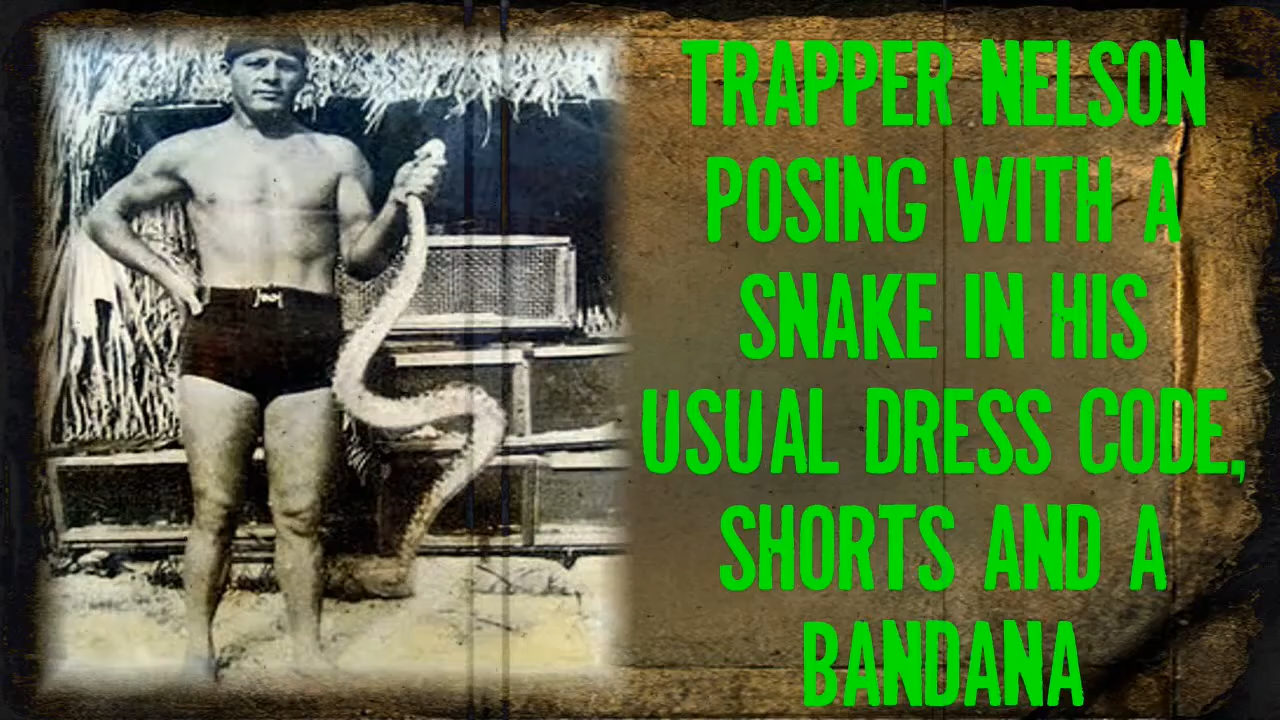 TRAPPER NELSON
POSING WITH A
SNAKE IN HIS
USUAL DRESS CODE,
SHORTS AND A
BANDANA